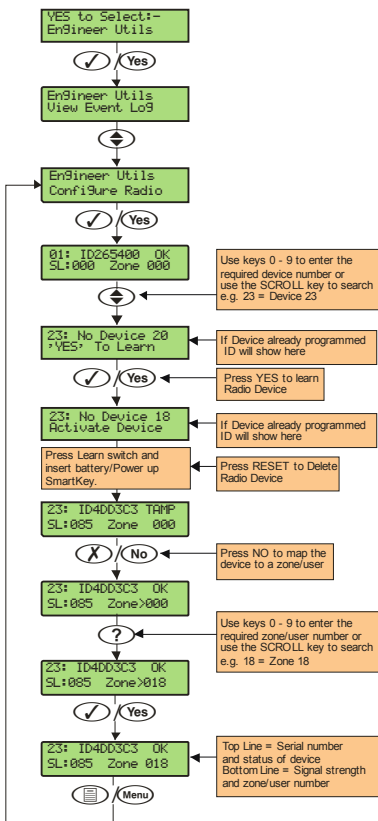 YES to Select:-
Engineer Utils
Yes
Engineer Utils
View Event Log
Engineer Utils
Configure Radio
Yes
01: ID265400 OK
SL:000 Zone 000
Use keys 0 - 9 to enter the
required device number or
use the SCROLL key to search
e.g. 23 = Device 23
23: No Device 20
'YES' To Learn
If Device already programmed
ID will show here
Yes
Press YES to learn
Radio Device
23: No Device 18
Activate Device
If Device already programmed
ID will show here
Press Learn switch and
insert battery/Power up
SmartKey.
Press RESET to Delete
Radio Device
23: ID4DD3C3 TAMP
SL:085 Zone 000
No
Press NO to map the
device to a zone/user
23: ID4DD3C3 OK
SL:085 Zone>000
?
Use keys 0 - 9 to enter the
required zone/user number or
use the SCROLL key to search
e.g. 18 = Zone 18
23: ID4DD3C3 OK
SL:085 Zone>018
Yes
23: ID4DD3C3 OK
SL:085 Zone 018
Top Line = Serial number
and status of device
Bottom Line = Signal strength
and zone/user number
Menu